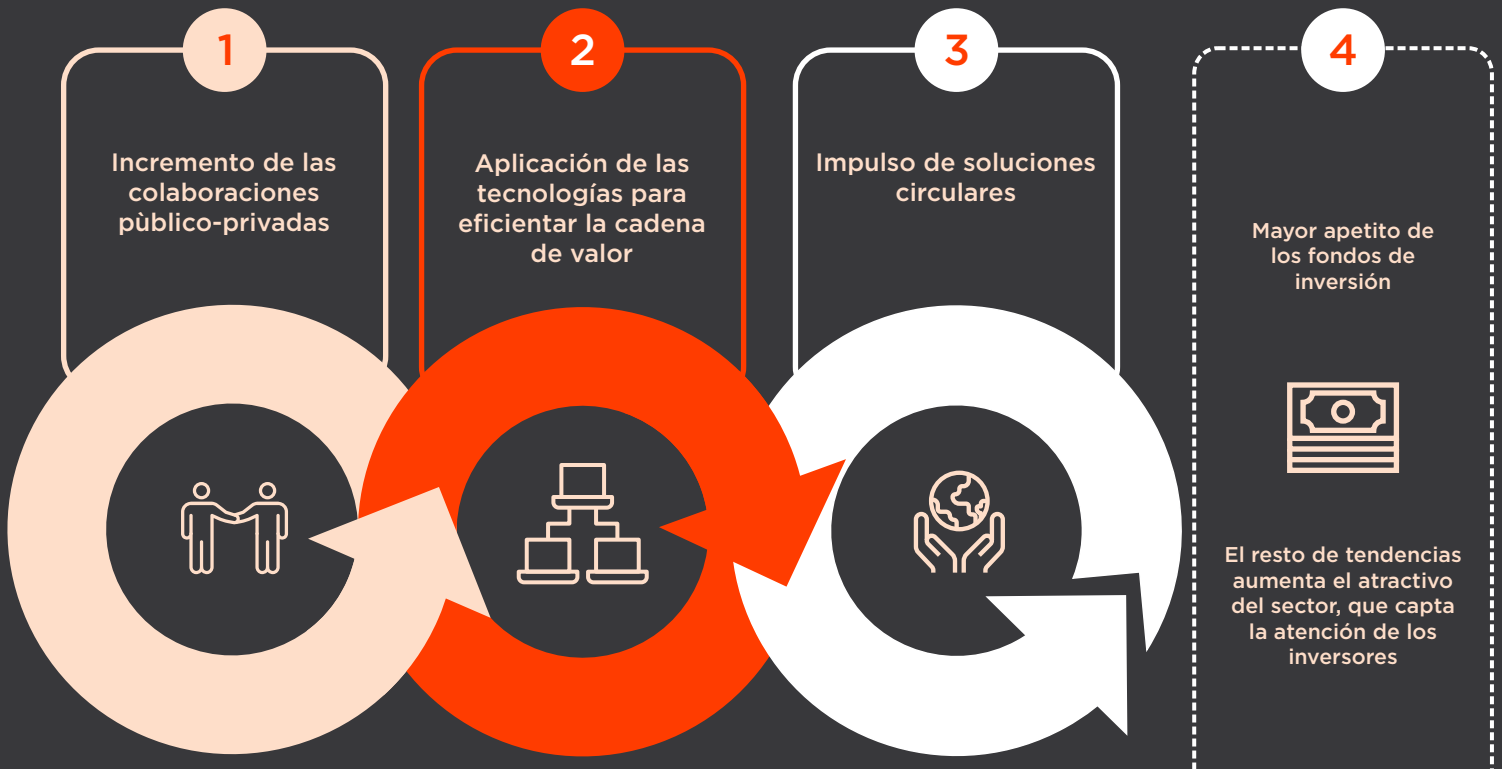 1
Incremento de las
colaboraciones
pùblico-privadas
2
Aplicación de las
tecnologías para
eficientar la cadena
de valor
3
Impulso de soluciones
circulares
4
Mayor apetito de
los fondos de
inversión
El resto de tendencias
aumenta el atractivo
del sector, que capta
la atención de los
inversores